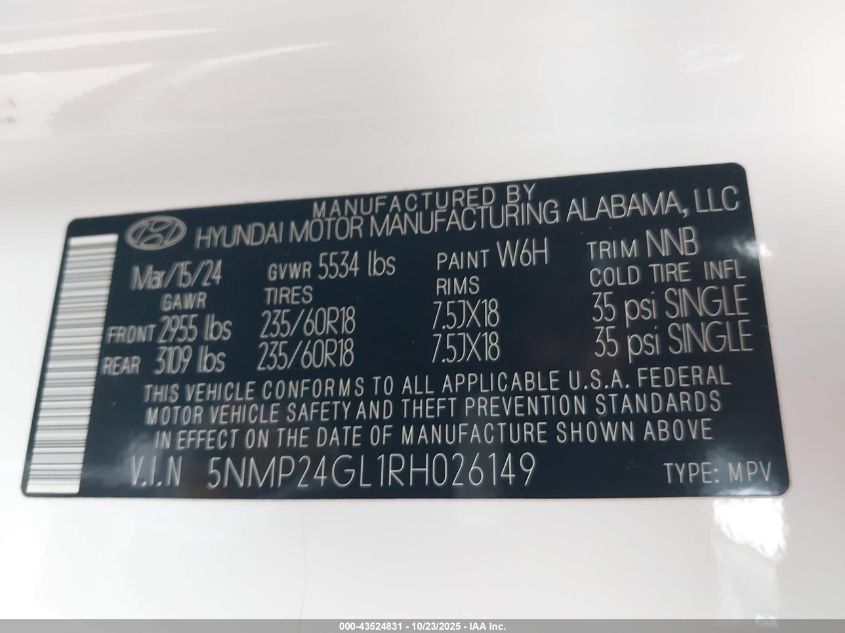 MANUFACTURED BY
HYUNDAI MOTOR MANUFACTURING ALABAMA, LLC
Mar/15/24 GVWR 5534 lbs PAINT W6H TRIM NNB
GAWR TIRES RIMS COLD TIRE INFL
FRONT 2955 lbs 235/60R18 7.5JX18 35 psi SINGLE
REAR 3109 lbs 235/60R18 7.5JX18 35 psi SINGLE
THIS VEHICLE CONFORMS TO ALL APPLICABLE U.S.A. FEDERAL
MOTOR VEHICLE SAFETY AND THEFT PREVENTION STANDARDS
IN EFFECT ON THE DATE OF MANUFACTURE SHOWN ABOVE
V.I.N 5NMP24GL1RH026149 TYPE: MPV
000-43524831 - 10/23/2025 - IAA Inc.